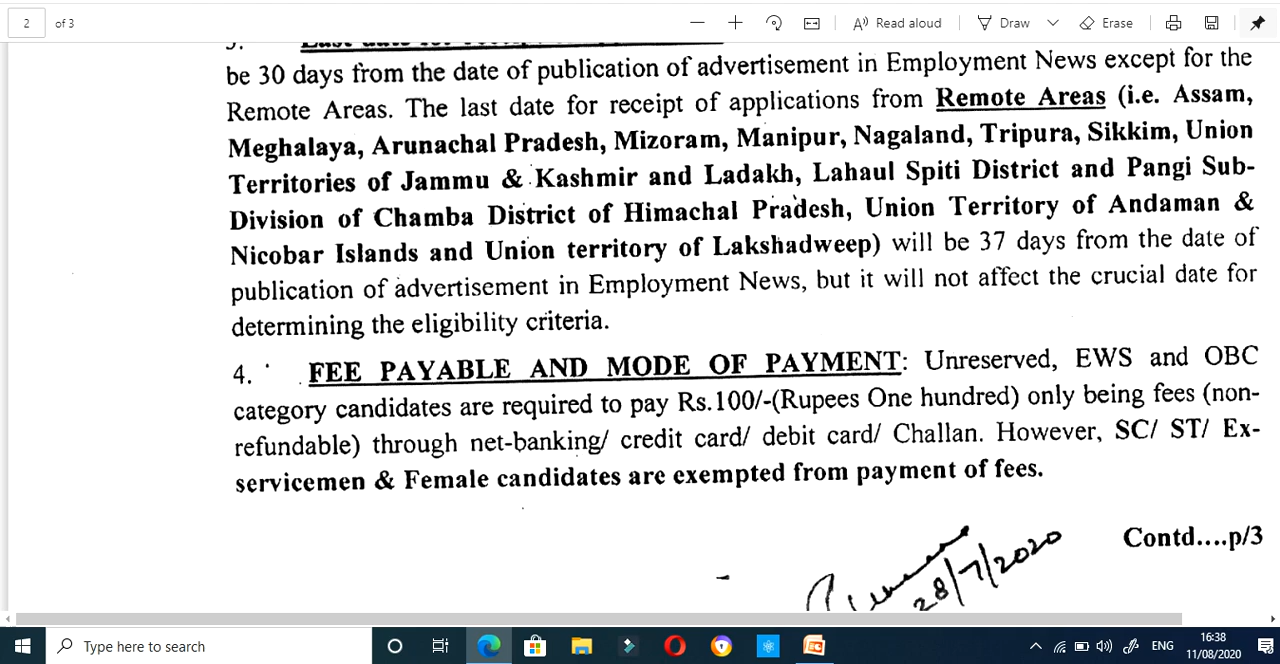 2 of 3
Read aloud
Draw
Erase
be 30 days from the date of publication of advertisement in Employment News except for the
Remote Areas. The last date for receipt of applications from Remote Areas (i.e. Assam,
Meghalaya, Arunachal Pradesh, Mizoram, Manipur, Nagaland, Tripura, Sikkim, Union
Territories of Jammu & Kashmir and Ladakh, Lahaul Spiti District and Pangi Sub-
Division of Chamba District of Himachal Pradesh, Union Territory of Andaman &
Nicobar Islands and Union territory of Lakshadweep) will be 37 days from the date of
publication of advertisement in Employment News, but it will not affect the crucial date for
determining the eligibility criteria.
4. FEE PAYABLE AND MODE OF PAYMENT: Unreserved, EWS and OBC
category candidates are required to pay Rs.100/-(Rupees One hundred) only being fees (non-
refundable) through net-banking/ credit card/ debit card/ Challan. However, SC/ ST/ Ex-
servicemen & Female candidates are exempted from payment of fees.
Contd....p/3
28/7/2020
Type here to search
ENG
16:38
11/08/2020